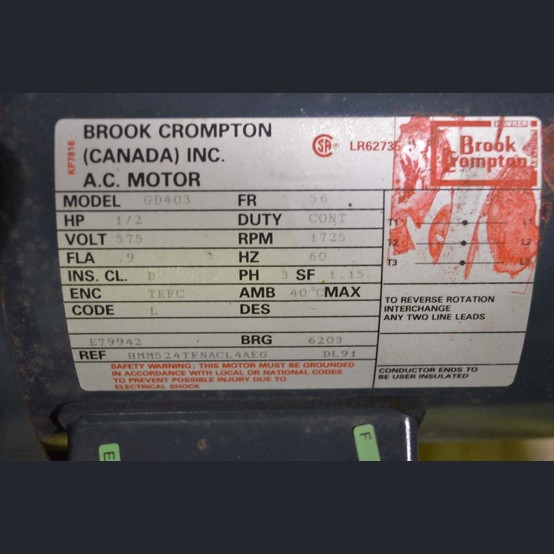 KP7816
BROOK CROMPTON
(CANADA) INC.
A.C. MOTOR
SA ® LR62735
POWER
Brook
Crompton
MODEL GD403 FR 56
HP 1/2 DUTY CONT
VOLT 575 RPM 1725
FLA .9 HZ 60
INS. CL. B PH 3 SF 1.15
ENC TEFC AMB 40°C MAX
CODE L DES -
E79942 BRG 6203
REF HMM524TFNACL4AEG DL91
SAFETY WARNING; THIS MOTOR MUST BE GROUNDED
IN ACCORDANCE WITH LOCAL OR NATIONAL CODES
TO PREVENT POSSIBLE INJURY DUE TO
ELECTRICAL SHOCK
T1 L1
T2 L2
T3 L3
TO REVERSE ROTATION
INTERCHANGE
ANY TWO LINE LEADS
CONDUCTOR ENDS TO
BE USER INSULATED
E
F